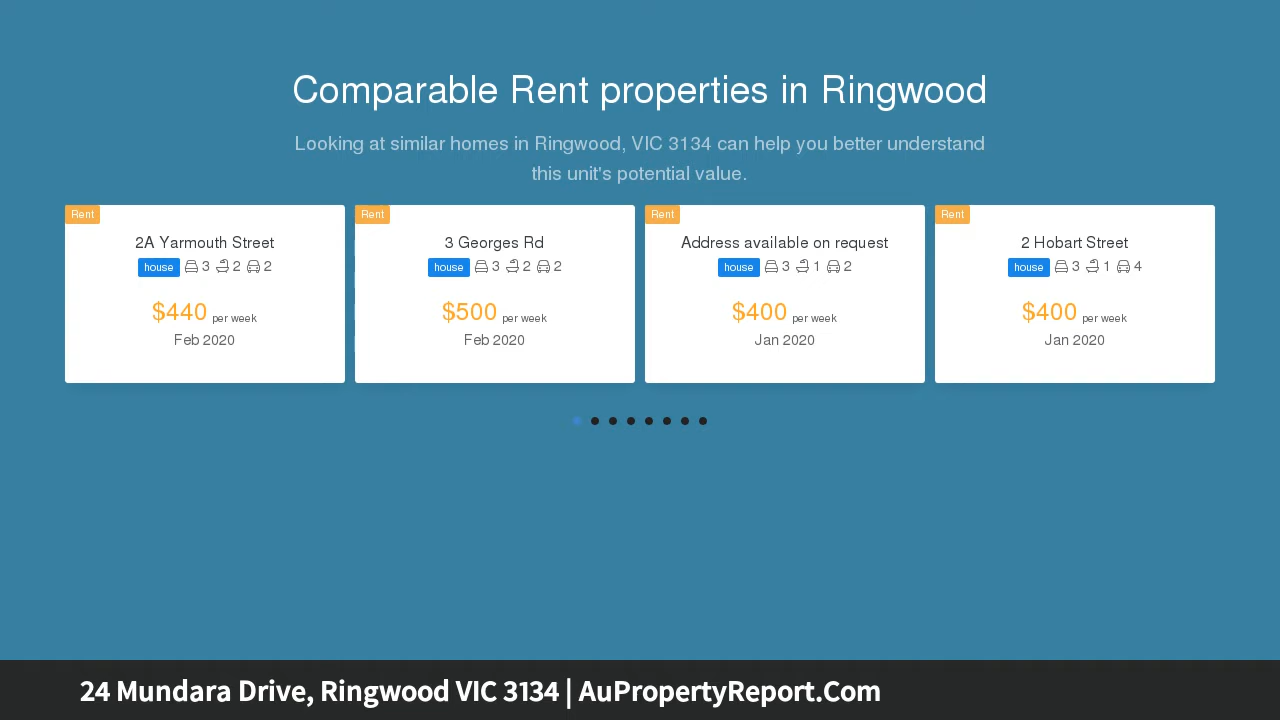 Comparable Rent properties in Ringwood
Looking at similar homes in Ringwood, VIC 3134 can help you better understand
this unit's potential value.
Rent
2A Yarmouth Street
house 3 2 2
$440 per week
Feb 2020
Rent
3 Georges Rd
house 3 2 2
$500 per week
Feb 2020
Rent
Address available on request
house 3 1 2
$400 per week
Jan 2020
Rent
2 Hobart Street
house 3 1 4
$400 per week
Jan 2020
24 Mundara Drive, Ringwood VIC 3134 | AuPropertyReport.Com